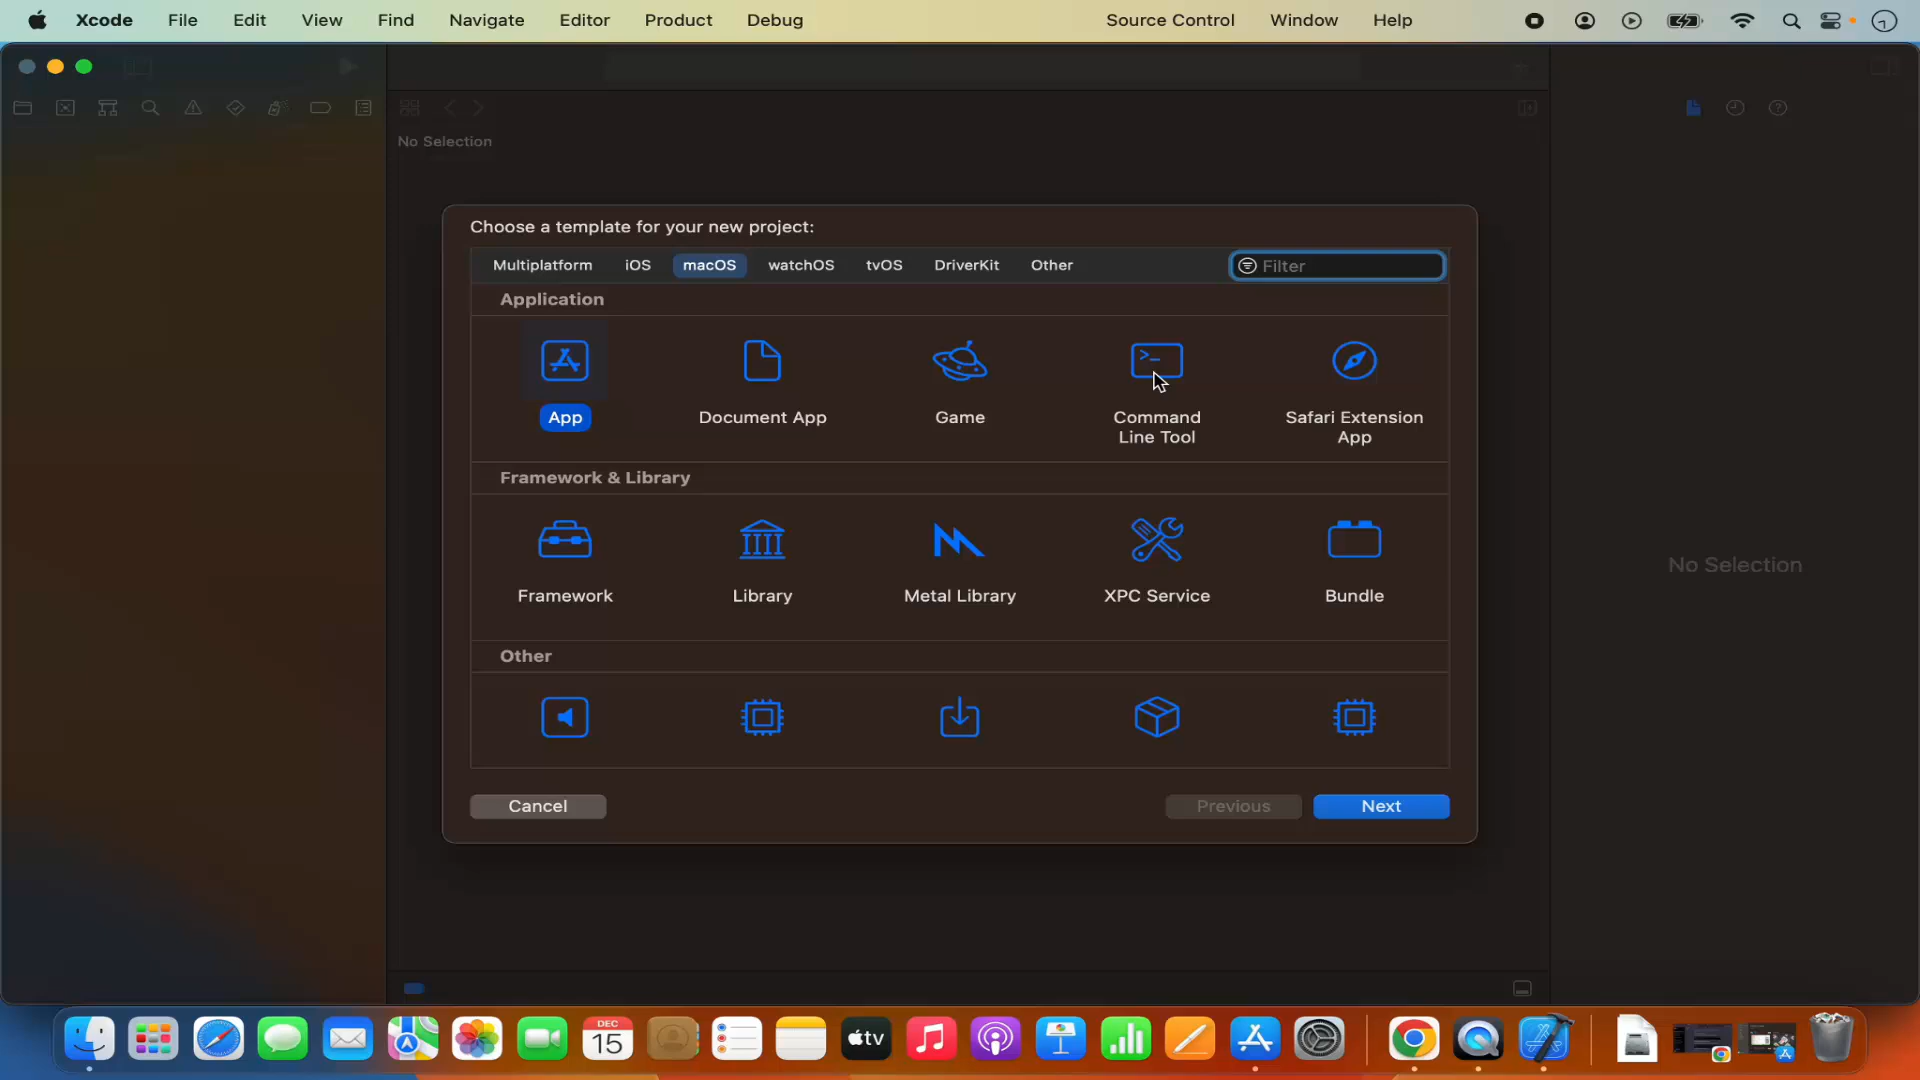 Xcode File Edit View Find Navigate Editor Product Debug Source Control Window Help
No Selection
Choose a template for your new project:
Multiplatform iOS macOS watchOS tvOS DriverKit Other Filter
Application
App Document App Game Command Safari Extension
Line Tool App
Framework & Library
No Selection
Framework Library Metal Library XPC Service Bundle
Other
Cancel Previous Next
DEC
15
tv